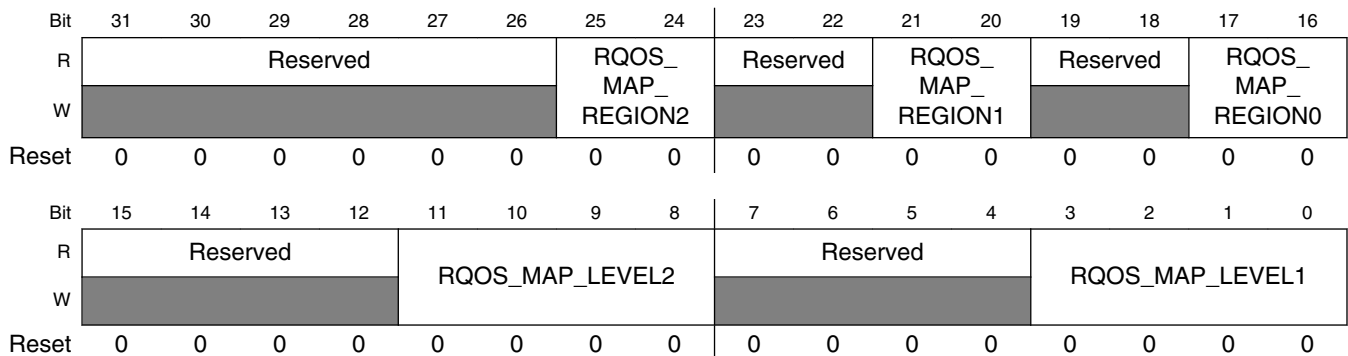 Bit 31 30 29 28 27 26 25 24 23 22 21 20 19 18 17 16
R Reserved RQOS_ Reserved RQOS_ Reserved RQOS_
MAP_ MAP_ MAP_
W REGION2 REGION1 REGION0
Reset 0 0 0 0 0 0 0 0 0 0 0 0 0 0 0 0
Bit 15 14 13 12 11 10 9 8 7 6 5 4 3 2 1 0
R Reserved Reserved
RQOS_MAP_LEVEL2 RQOS_MAP_LEVEL1
W
Reset 0 0 0 0 0 0 0 0 0 0 0 0 0 0 0 0